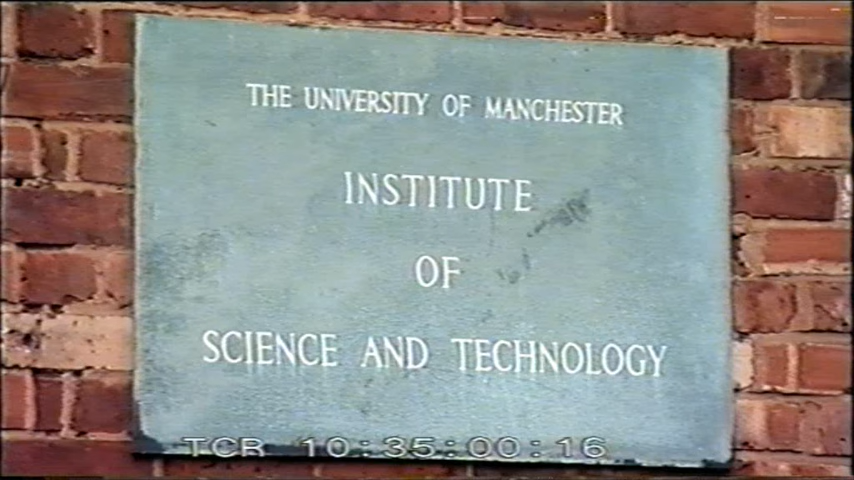 THE UNIVERSITY OF MANCHESTER
INSTITUTE
OF
SCIENCE AND TECHNOLOGY
TCR 10:35:00:16